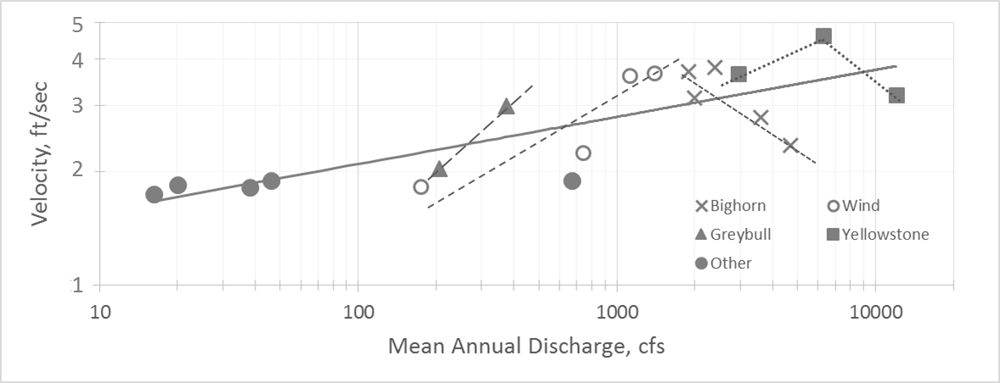 5
4
3
2
1
Velocity, ft/sec
10 100 1000 10000
Mean Annual Discharge, cfs
Bighorn Wind
Greybull Yellowstone
Other